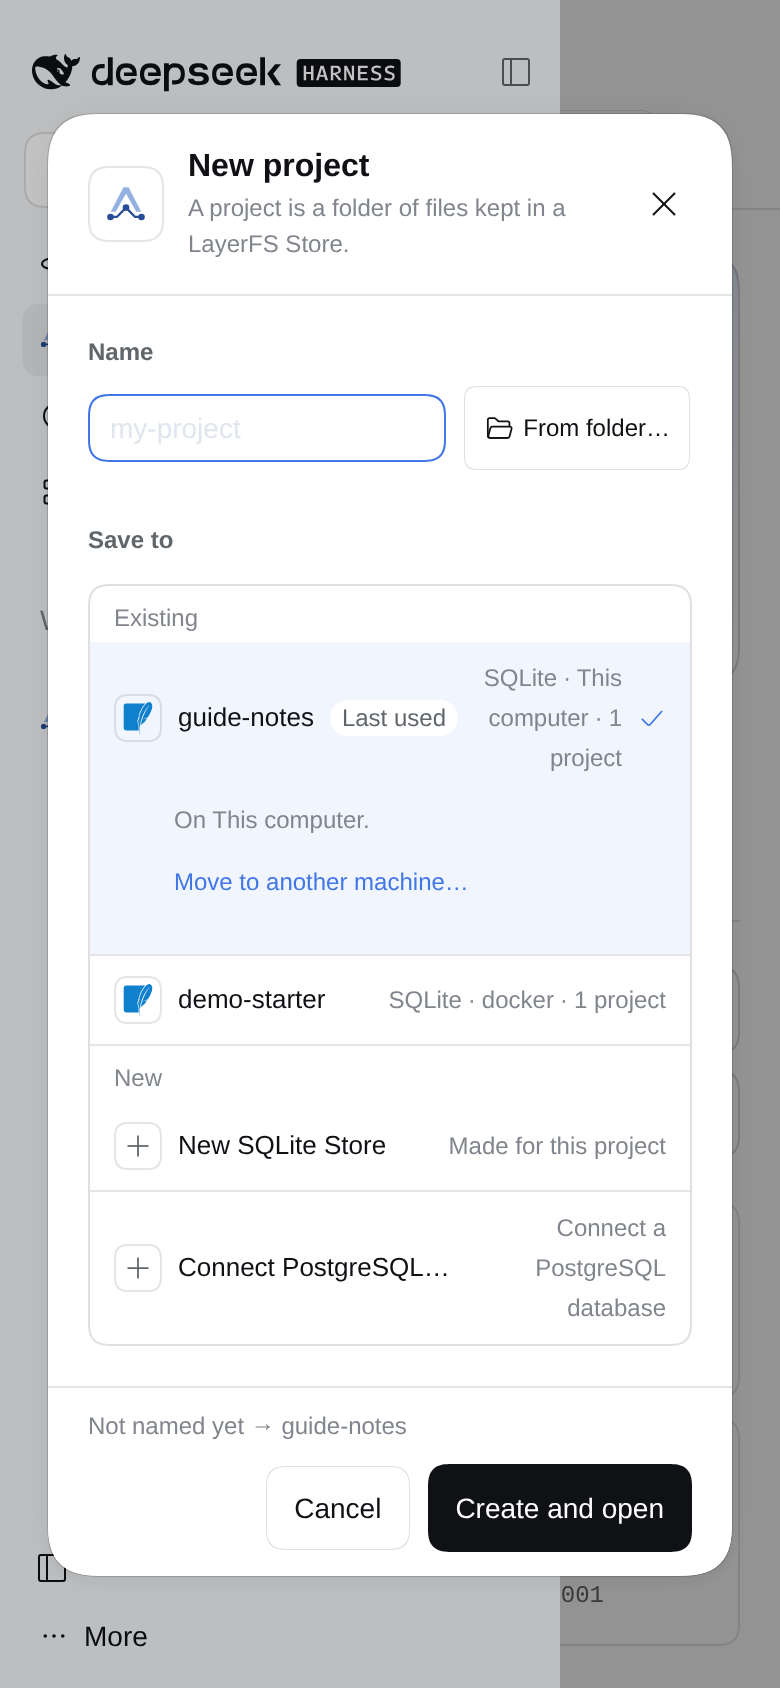 deepseek HARNESS
New project
A project is a folder of files kept in a
LayerFS Store.
Name
my-project
From folder…
Save to
Existing
guide-notes
Last used
SQLite · This
computer · 1
project
On This computer.
Move to another machine…
demo-starter
SQLite · docker · 1 project
New
New SQLite Store
Made for this project
Connect PostgreSQL…
Connect a
PostgreSQL
database
Not named yet → guide-notes
Cancel
Create and open
001
More